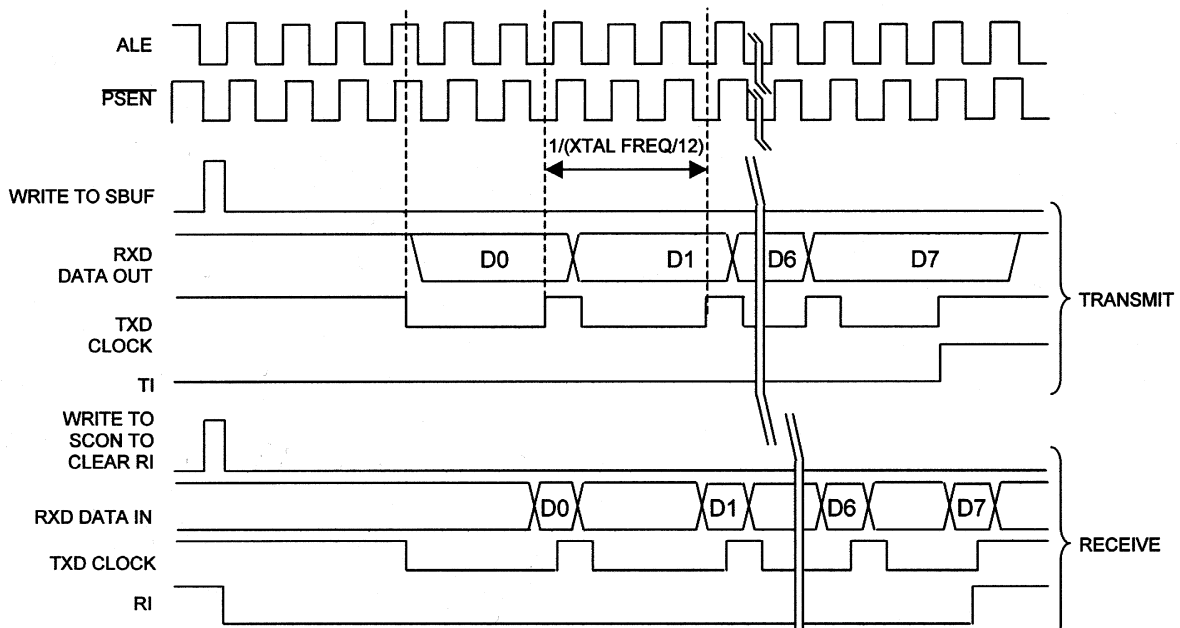 ALE
PSEN
1/(XTAL FREQ/12)
WRITE TO SBUF
RXD
DATA OUT
D0
D1
D6
D7
TXD
CLOCK
TI
TRANSMIT
WRITE TO
SCON TO
CLEAR RI
RXD DATA IN
D0
D1
D6
D7
TXD CLOCK
RI
RECEIVE